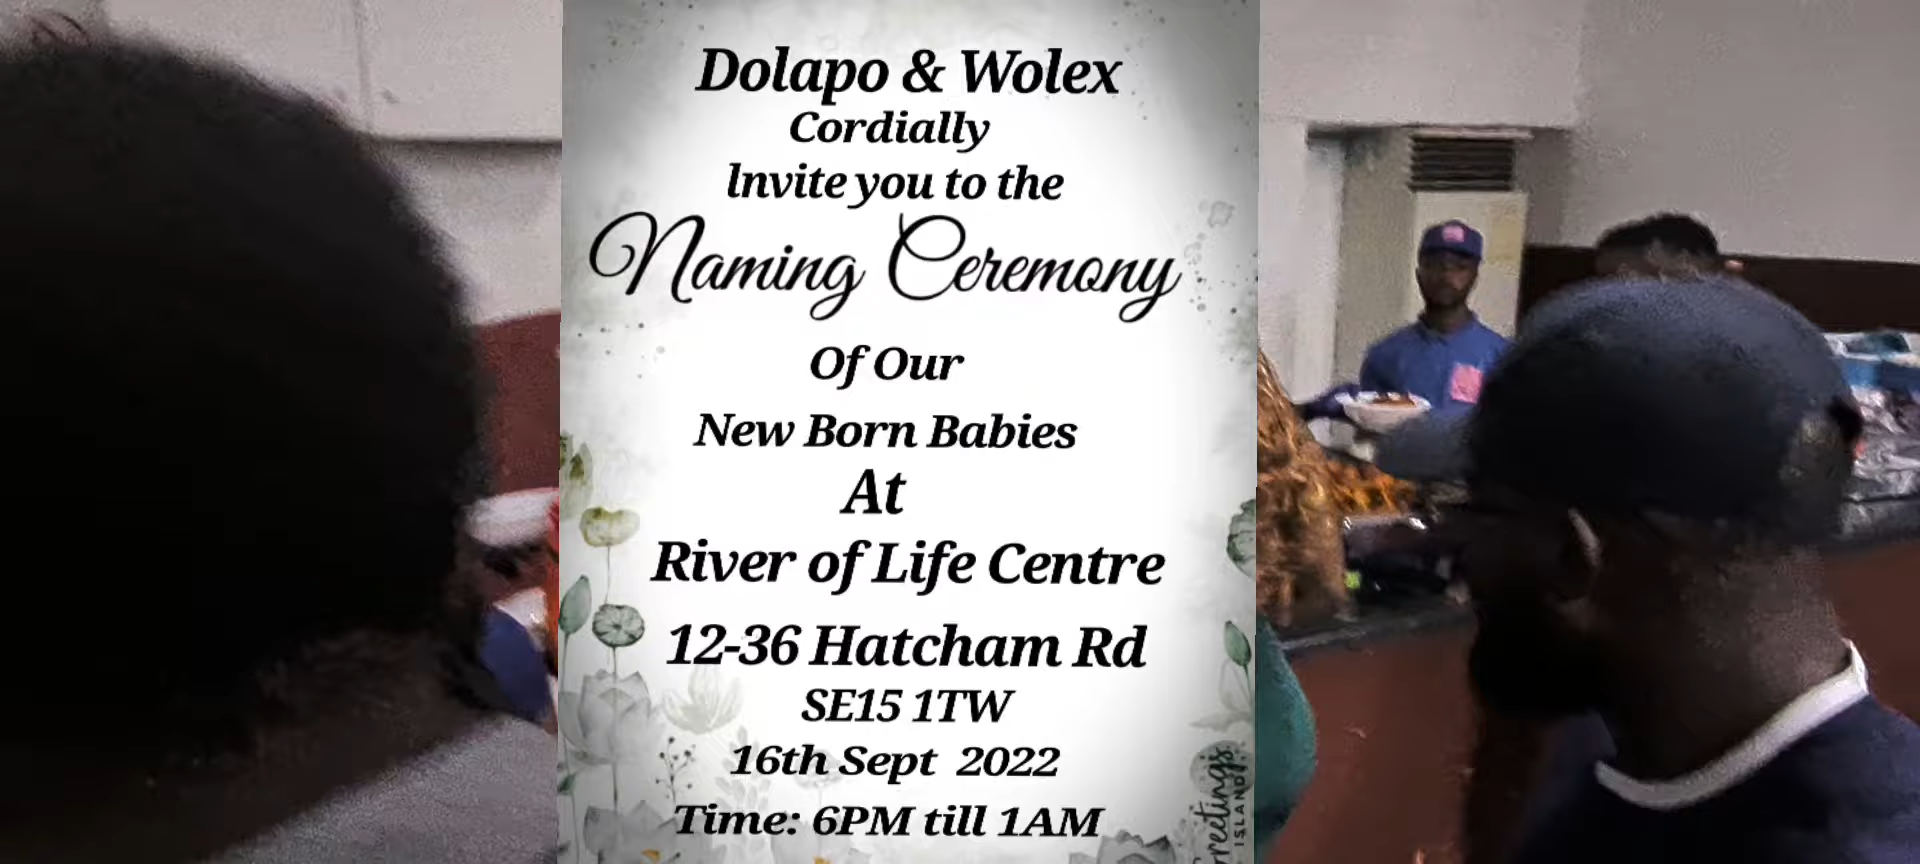 Dolapo & Wolex
Cordially
Invite you to the
Naming Ceremony
Of Our
New Born Babies
At
River of Life Centre
12-36 Hatcham Rd
SE15 1TW
16th Sept 2022
Time: 6PM till 1AM
Greetings
ISLAND